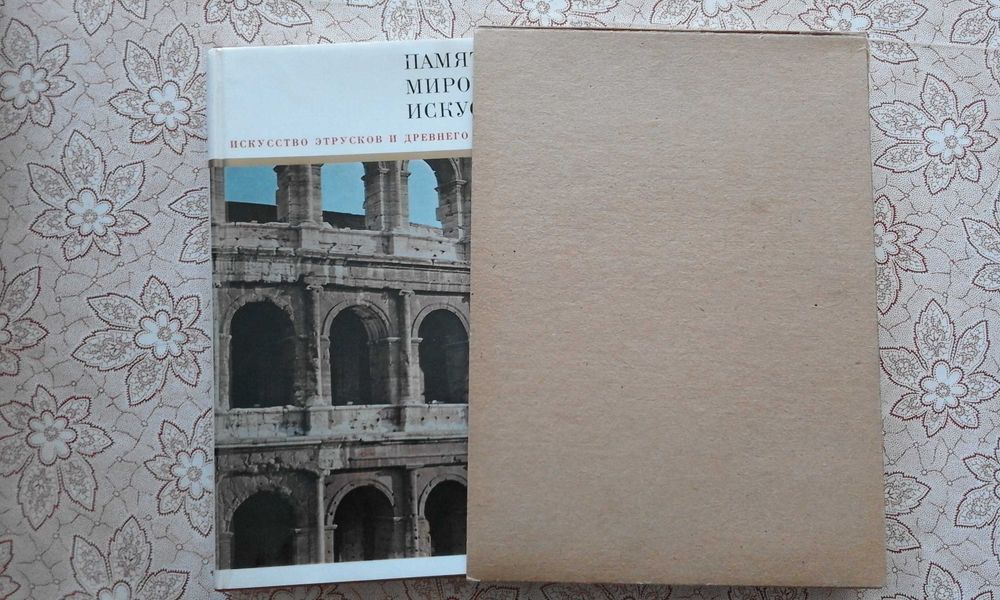 ПАМЯТ
МИРО
ИСКУС
ИСКУССТВО ЭТРУСКОВ И ДРЕВНЕГО